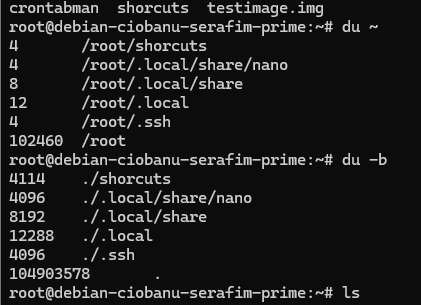 crontabman  shorcuts  testimage.img
root@debian-ciobanu-serafim-prime:~# du ~
4       /root/shorcuts
4       /root/.local/share/nano
8       /root/.local/share
12      /root/.local
4       /root/.ssh
102460  /root
root@debian-ciobanu-serafim-prime:~# du -b
4114    ./shorcuts
4096    ./.local/share/nano
8192    ./.local/share
12288   ./.local
4096    ./.ssh
104903578       .
root@debian-ciobanu-serafim-prime:~# ls